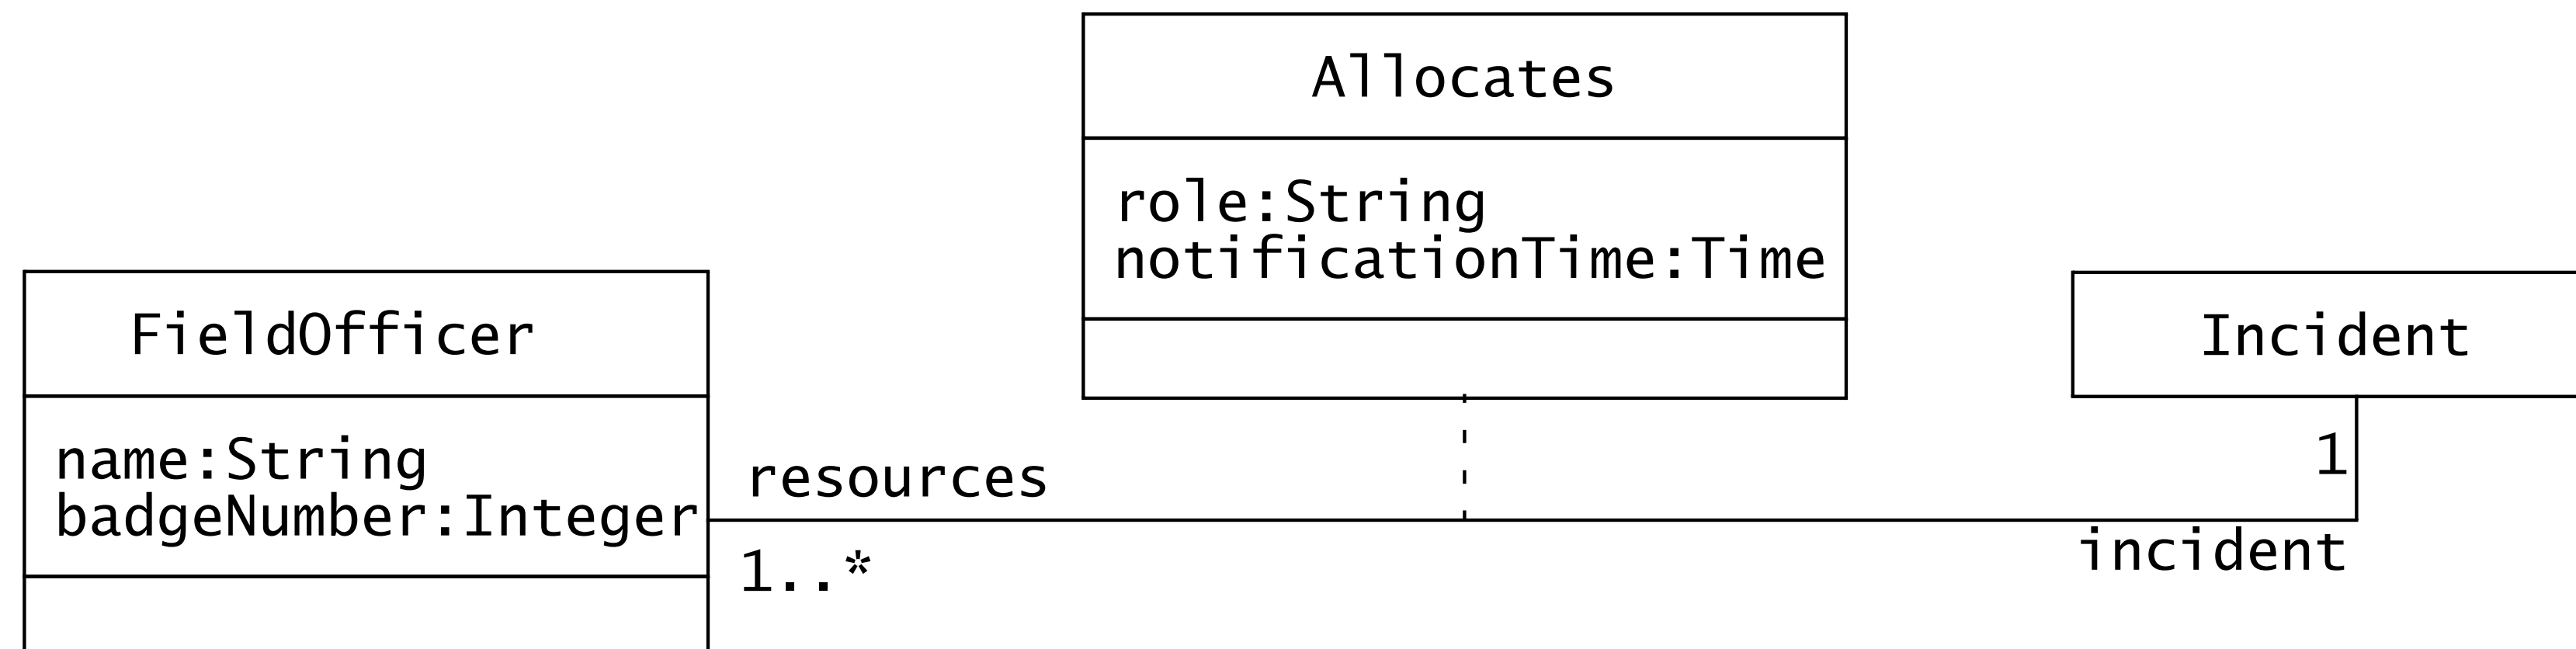 Allocates
role:String
notificationTime:Time
FieldOfficer
name:String
badgeNumber:Integer
resources
1..*
Incident
1
incident